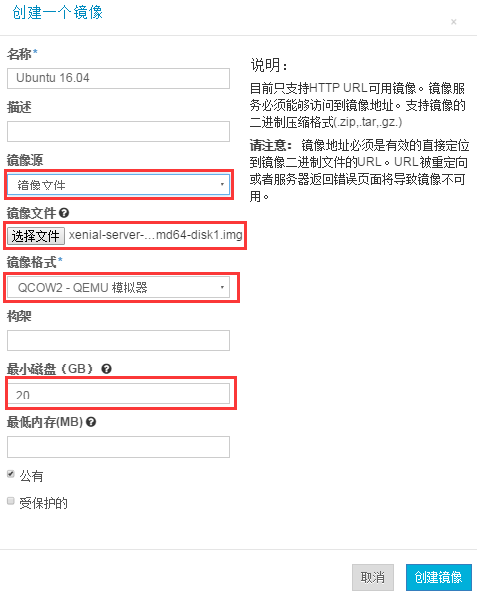 创建一个镜像
×
名称*
Ubuntu 16.04
描述
镜像源
镜像文件
镜像文件
选择文件 xenial-server-...md64-disk1.img
镜像格式*
QCOW2 - QEMU 模拟器
构架
最小磁盘（GB）
20
最低内存(MB)
公有
受保护的
说明：
目前只支持HTTP URL可用镜像。镜像服
务必须能够访问到镜像地址。支持镜像的
二进制压缩格式(.zip,.tar,.gz.)
请注意： 镜像地址必须是有效的直接定位
到镜像二进制文件的URL。URL被重定向
或者服务器返回错误页面将导致镜像不可
用。
取消
创建镜像